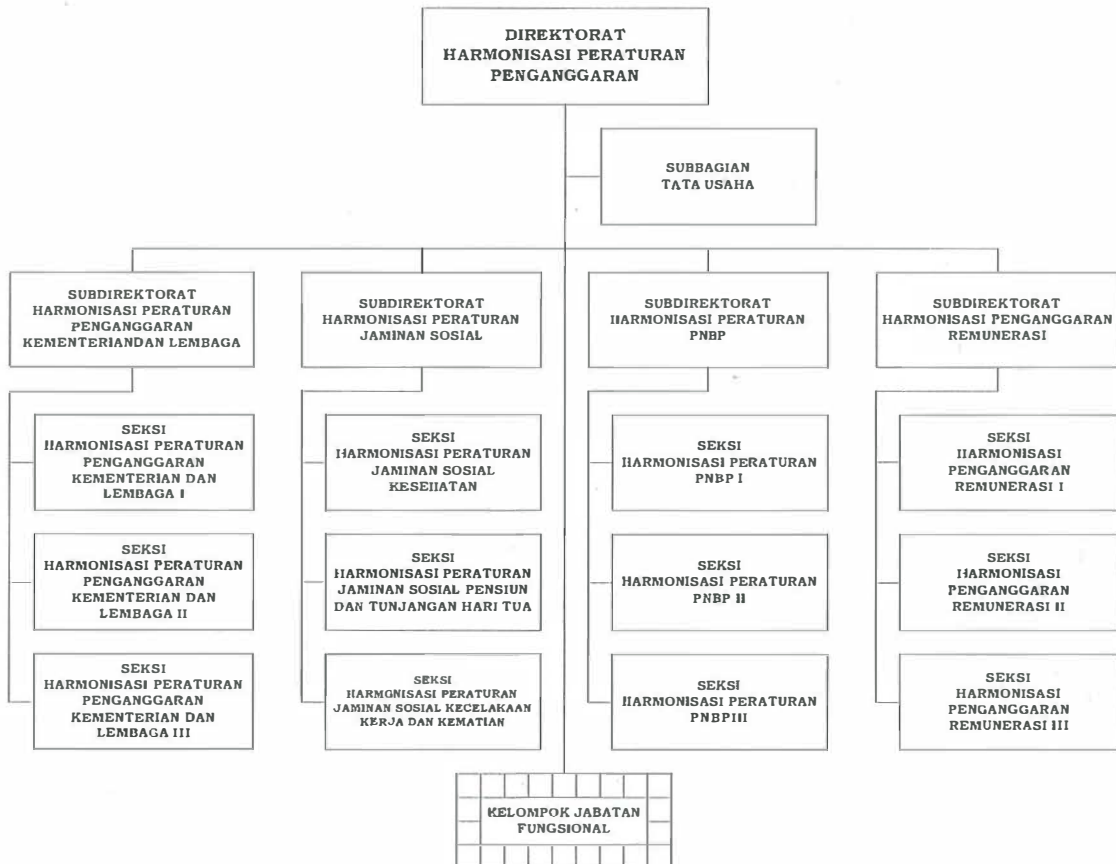 DIREKTORAT
HARMONISASI PERATURAN
PENGANGGARAN
SUBBAGIAN
TATA USAHA
SUBDIREKTORAT
HARMONISASI PERATURAN
PENGANGGARAN
KEMENTERIANDAN LEMBAGA
SUBDIREKTORAT
HARMONISASI PERATURAN
JAMINAN SOSIAL
SUBDIREKTORAT
HARMONISASI PERATURAN
PNBP
SUBDIREKTORAT
HARMONISASI PENGANGGARAN
REMUNERASI
SEKSI
HARMONISASI PERATURAN
PENGANGGARAN
KEMENTERIAN DAN
LEMBAGA I
SEKSI
HARMONISASI PERATURAN
JAMINAN SOSIAL
KESEHATAN
SEKSI
HARMONISASI PERATURAN
PNBP I
SEKSI
HARMONISASI
PENGANGGARAN
REMUNERASI I
SEKSI
HARMONISASI PERATURAN
PENGANGGARAN
KEMENTERIAN DAN
LEMBAGA II
SEKSI
HARMONISASI PERATURAN
JAMINAN SOSIAL PENSIUN
DAN TUNJANGAN HARI TUA
SEKSI
HARMONISASI PERATURAN
PNBP II
SEKSI
HARMONISASI
PENGANGGARAN
REMUNERASI II
SEKSI
HARMONISASI PERATURAN
PENGANGGARAN
KEMENTERIAN DAN
LEMBAGA III
SEKSI
HARMONISASI PERATURAN
JAMINAN SOSIAL KECELAKAAN
KERJA DAN KEMATIAN
SEKSI
HARMONISASI PERATURAN
PNBPIII
SEKSI
HARMONISASI
PENGANGGARAN
REMUNERASI III
KELOMPOK JABATAN
FUNGSIONAL